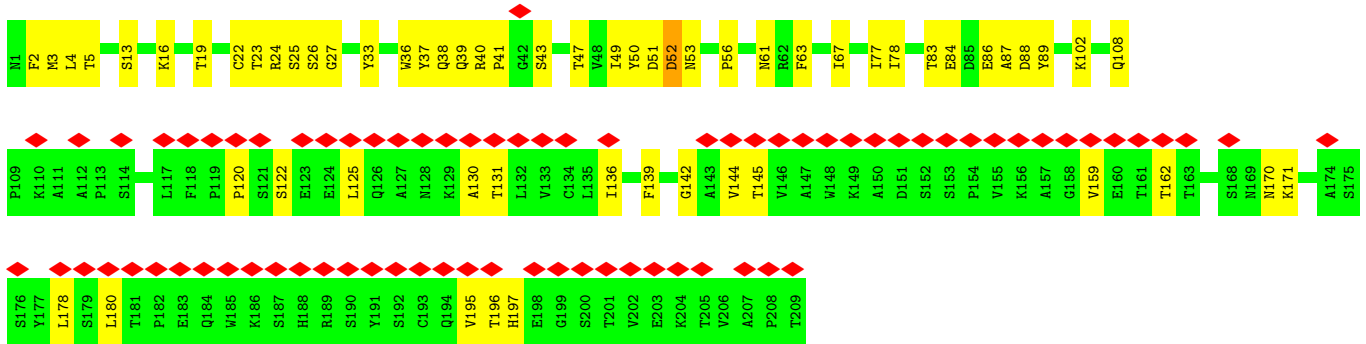 N1 F2 M3 L4 T5 S13 K16 T19 C22 T23 R24 S25 S26 G27 Y33 W36 Y37 Q38 Q39 R40 P41 G42 S43 T47 V48 I49 Y50 D51 D52 N53 P56 N61 R62 F63 I67 I77 I78 T83 E84 D85 E86 A87 D88 Y89 K102 Q108
P109 K110 A111 A112 P113 S114 L117 F118 P119 P120 S121 S122 E123 E124 L125 Q126 A127 N128 K129 A130 T131 L132 V133 C134 L135 I136 F139 G142 A143 V144 T145 V146 A147 W148 K149 A150 D151 S152 S153 P154 V155 K156 A157 G158 V159 E160 T161 T162 T163 S168 N169 N170 K171 A174 S175
S176 Y177 L178 S179 L180 T181 P182 E183 Q184 W185 K186 S187 H188 R189 S190 Y191 S192 C193 Q194 V195 T196 H197 E198 G199 S200 T201 V202 E203 K204 T205 V206 A207 P208 T209